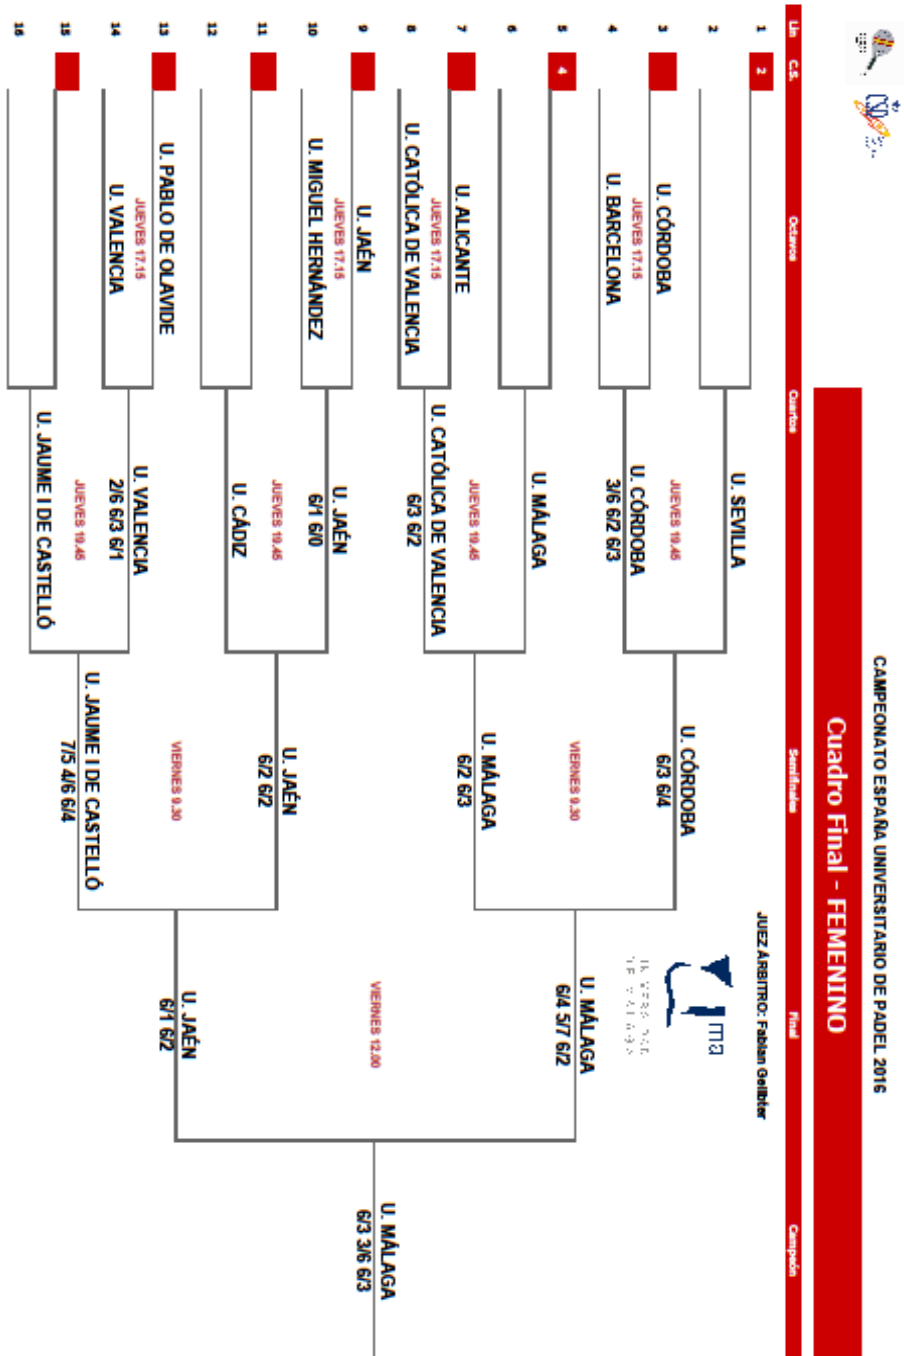 CAMPEONATO ESPAÑA UNIVERSITARIO DE PADEL 2016
Cuadro Final - FEMENINO
Lín C.S. Octavos Cuartos Semifinales Final Campeón
JUEZ ÁRBITRO: Fabian Gelibter
uma
UNIVERSIDAD
DE MÁLAGA
CSD
1 2
2
U. SEVILLA
JUEVES 19.45
3 U. CÓRDOBA
JUEVES 17.15
4 U. BARCELONA
U. CÓRDOBA
3/6 6/2 6/3
U. CÓRDOBA
6/3 6/4
VIERNES 9.30
5 4
6
U. MÁLAGA
JUEVES 19.45
7 U. ALICANTE
JUEVES 17.15
8 U. CATÓLICA DE VALENCIA
U. CATÓLICA DE VALENCIA
6/3 6/2
U. MÁLAGA
6/2 6/3
U. MÁLAGA
6/4 5/7 6/2
VIERNES 12.00
9 U. JAÉN
JUEVES 17.15
10 U. MIGUEL HERNÁNDEZ
U. JAÉN
6/1 6/0
JUEVES 19.45
11
12
U. CÁDIZ
U. JAÉN
6/2 6/2
VIERNES 9.30
13 U. PABLO DE OLAVIDE
JUEVES 17.15
14 U. VALENCIA
U. VALENCIA
2/6 6/3 6/1
JUEVES 19.45
15
16
U. JAUME I DE CASTELLÓ
U. JAUME I DE CASTELLÓ
7/5 4/6 6/4
U. JAÉN
6/1 6/2
U. MÁLAGA
6/3 3/6 6/3